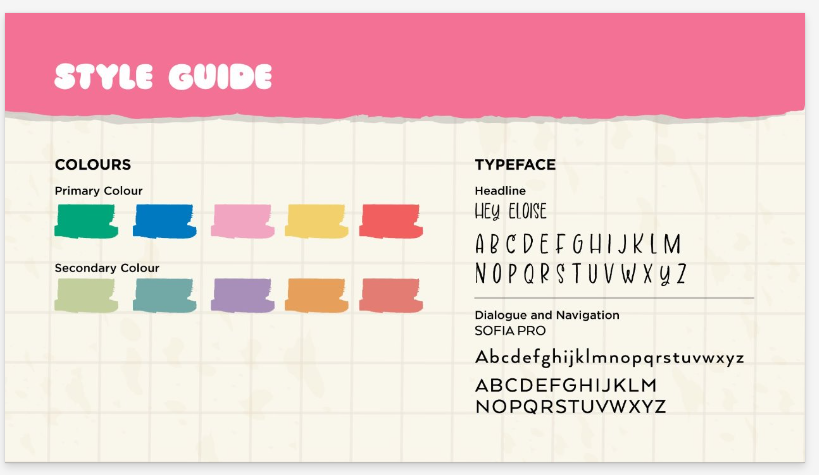 STYLE GUIDE
COLOURS
Primary Colour
Secondary Colour
TYPEFACE
Headline
HEy ELOISE
A B C D E F G H I J K L M
N O P Q R S T U V W X y Z
Dialogue and Navigation
SOFIA PRO
Abcdefghijklmnopqrstuvwxyz
ABCDEFGHIJKLM
NOPQRSTUVWXYZ